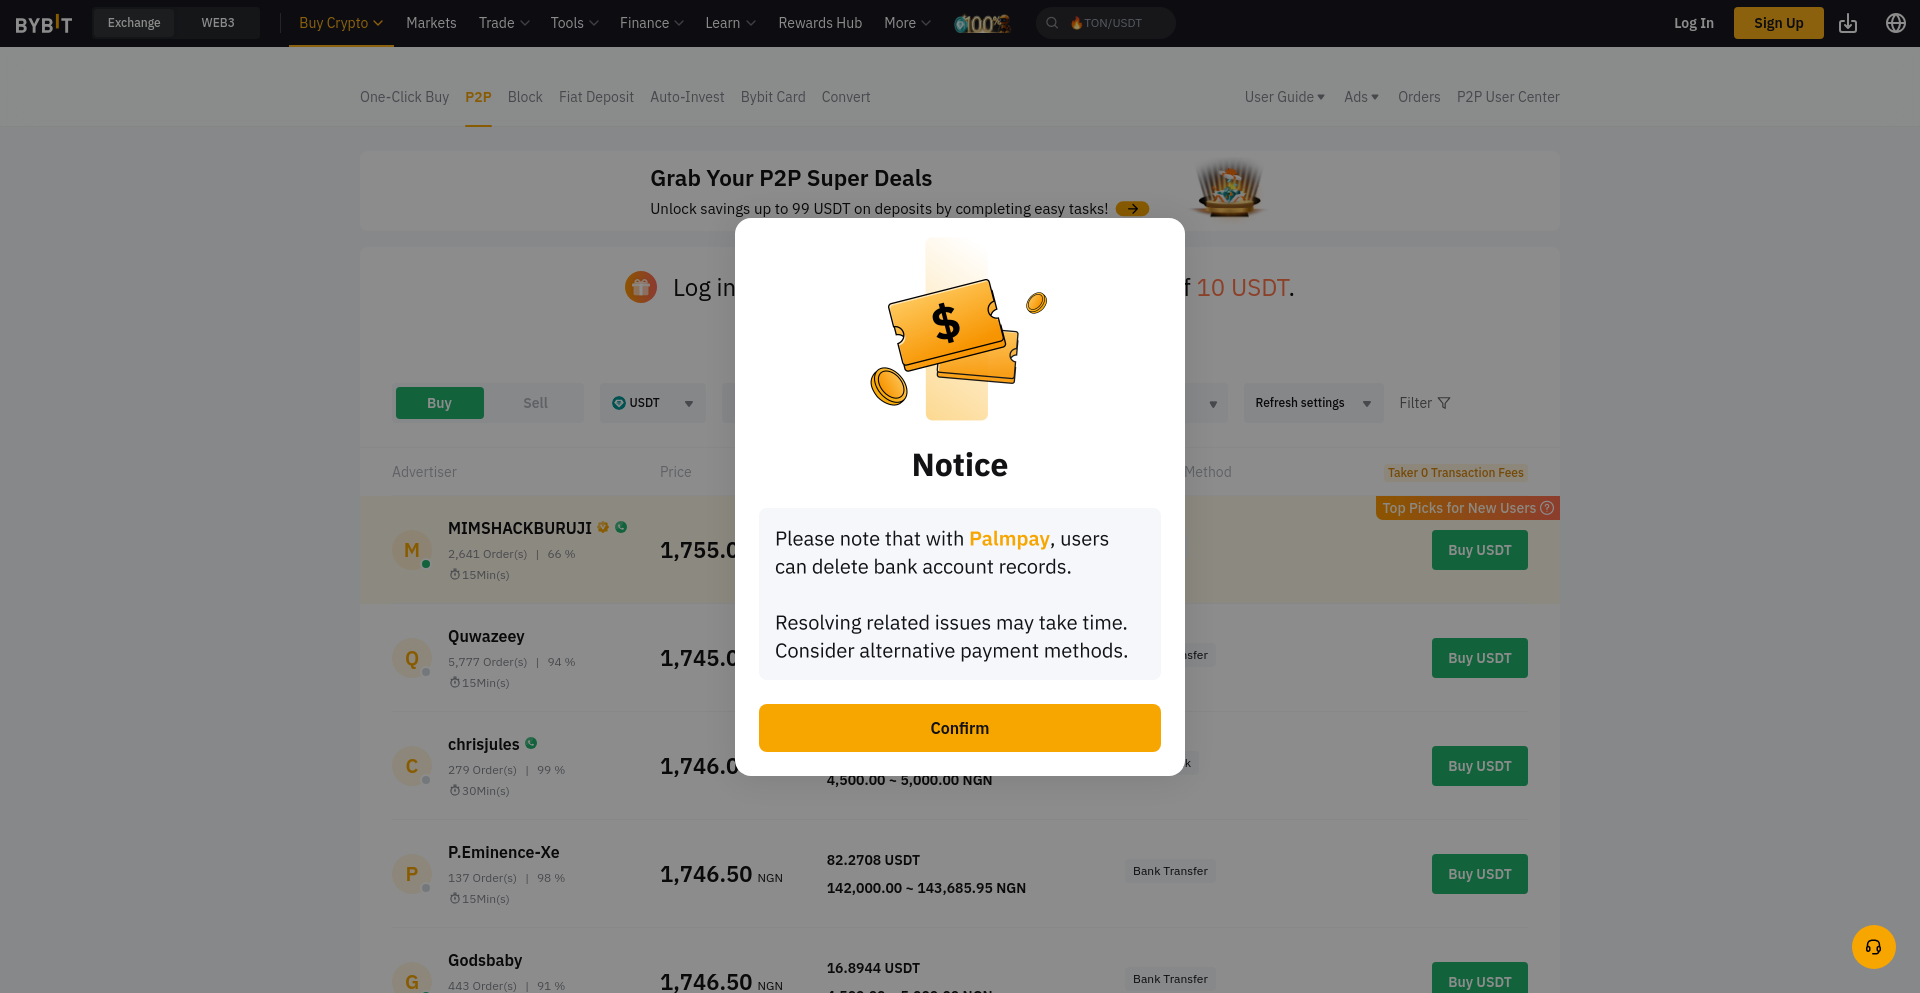 BYBIT
Exchange
WEB3
Buy Crypto
Markets
Trade
Tools
Finance
Learn
Rewards Hub
More
100%
TON/USDT
Log In
Sign Up
One-Click Buy
P2P
Block
Fiat Deposit
Auto-Invest
Bybit Card
Convert
User Guide
Ads
Orders
P2P User Center
Grab Your P2P Super Deals
Unlock savings up to 99 USDT on deposits by completing easy tasks!
Log in
10 USDT.
Buy
Sell
USDT
Refresh settings
Filter
Advertiser
Price
Method
Taker 0 Transaction Fees
Top Picks for New Users
M
MIMSHACKBURUJI
2,641 Order(s) | 66 %
15Min(s)
1,755.0
Buy USDT
Q
Quwazeey
5,777 Order(s) | 94 %
15Min(s)
1,745.0
Buy USDT
C
chrisjules
279 Order(s) | 99 %
30Min(s)
1,746.0
4,500.00 ~ 5,000.00 NGN
Buy USDT
P
P.Eminence-Xe
137 Order(s) | 98 %
15Min(s)
1,746.50 NGN
82.2708 USDT
142,000.00 ~ 143,685.95 NGN
Bank Transfer
Buy USDT
G
Godsbaby
443 Order(s) | 91 %
1,746.50 NGN
16.8944 USDT
Bank Transfer
Buy USDT
$
Notice
Please note that with Palmpay, users
can delete bank account records.
Resolving related issues may take time.
Consider alternative payment methods.
Confirm